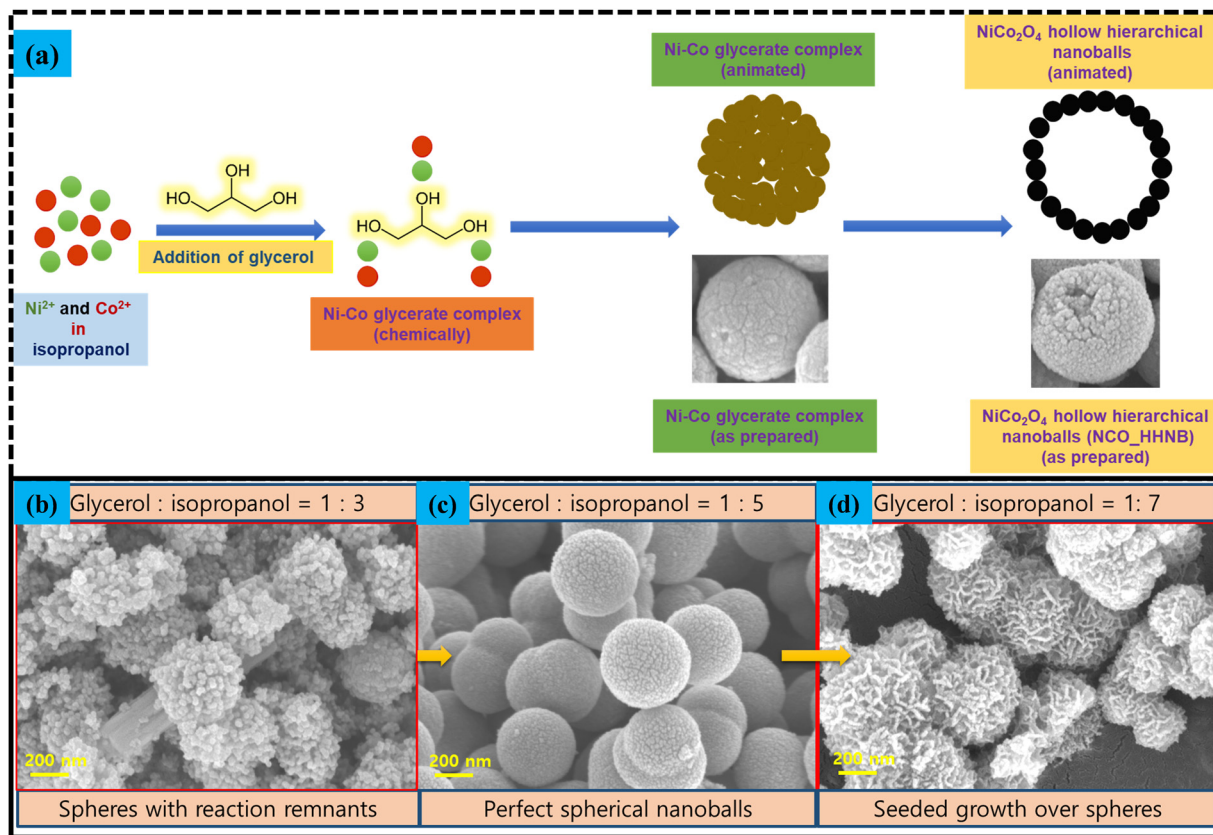 (a)
Ni²⁺ and Co²⁺
in
isopropanol
HO
OH
OH
Addition of glycerol
HO
OH
OH
Ni-Co glycerate complex
(chemically)
Ni-Co glycerate complex
(animated)
Ni-Co glycerate complex
(as prepared)
NiCo₂O₄ hollow hierarchical
nanoballs
(animated)
NiCo₂O₄ hollow hierarchical
nanoballs (NCO_HHNB)
(as prepared)
(b)
Glycerol : isopropanol = 1 : 3
200 nm
Spheres with reaction remnants
(c)
Glycerol : isopropanol = 1 : 5
200 nm
Perfect spherical nanoballs
(d)
Glycerol : isopropanol = 1: 7
200 nm
Seeded growth over spheres